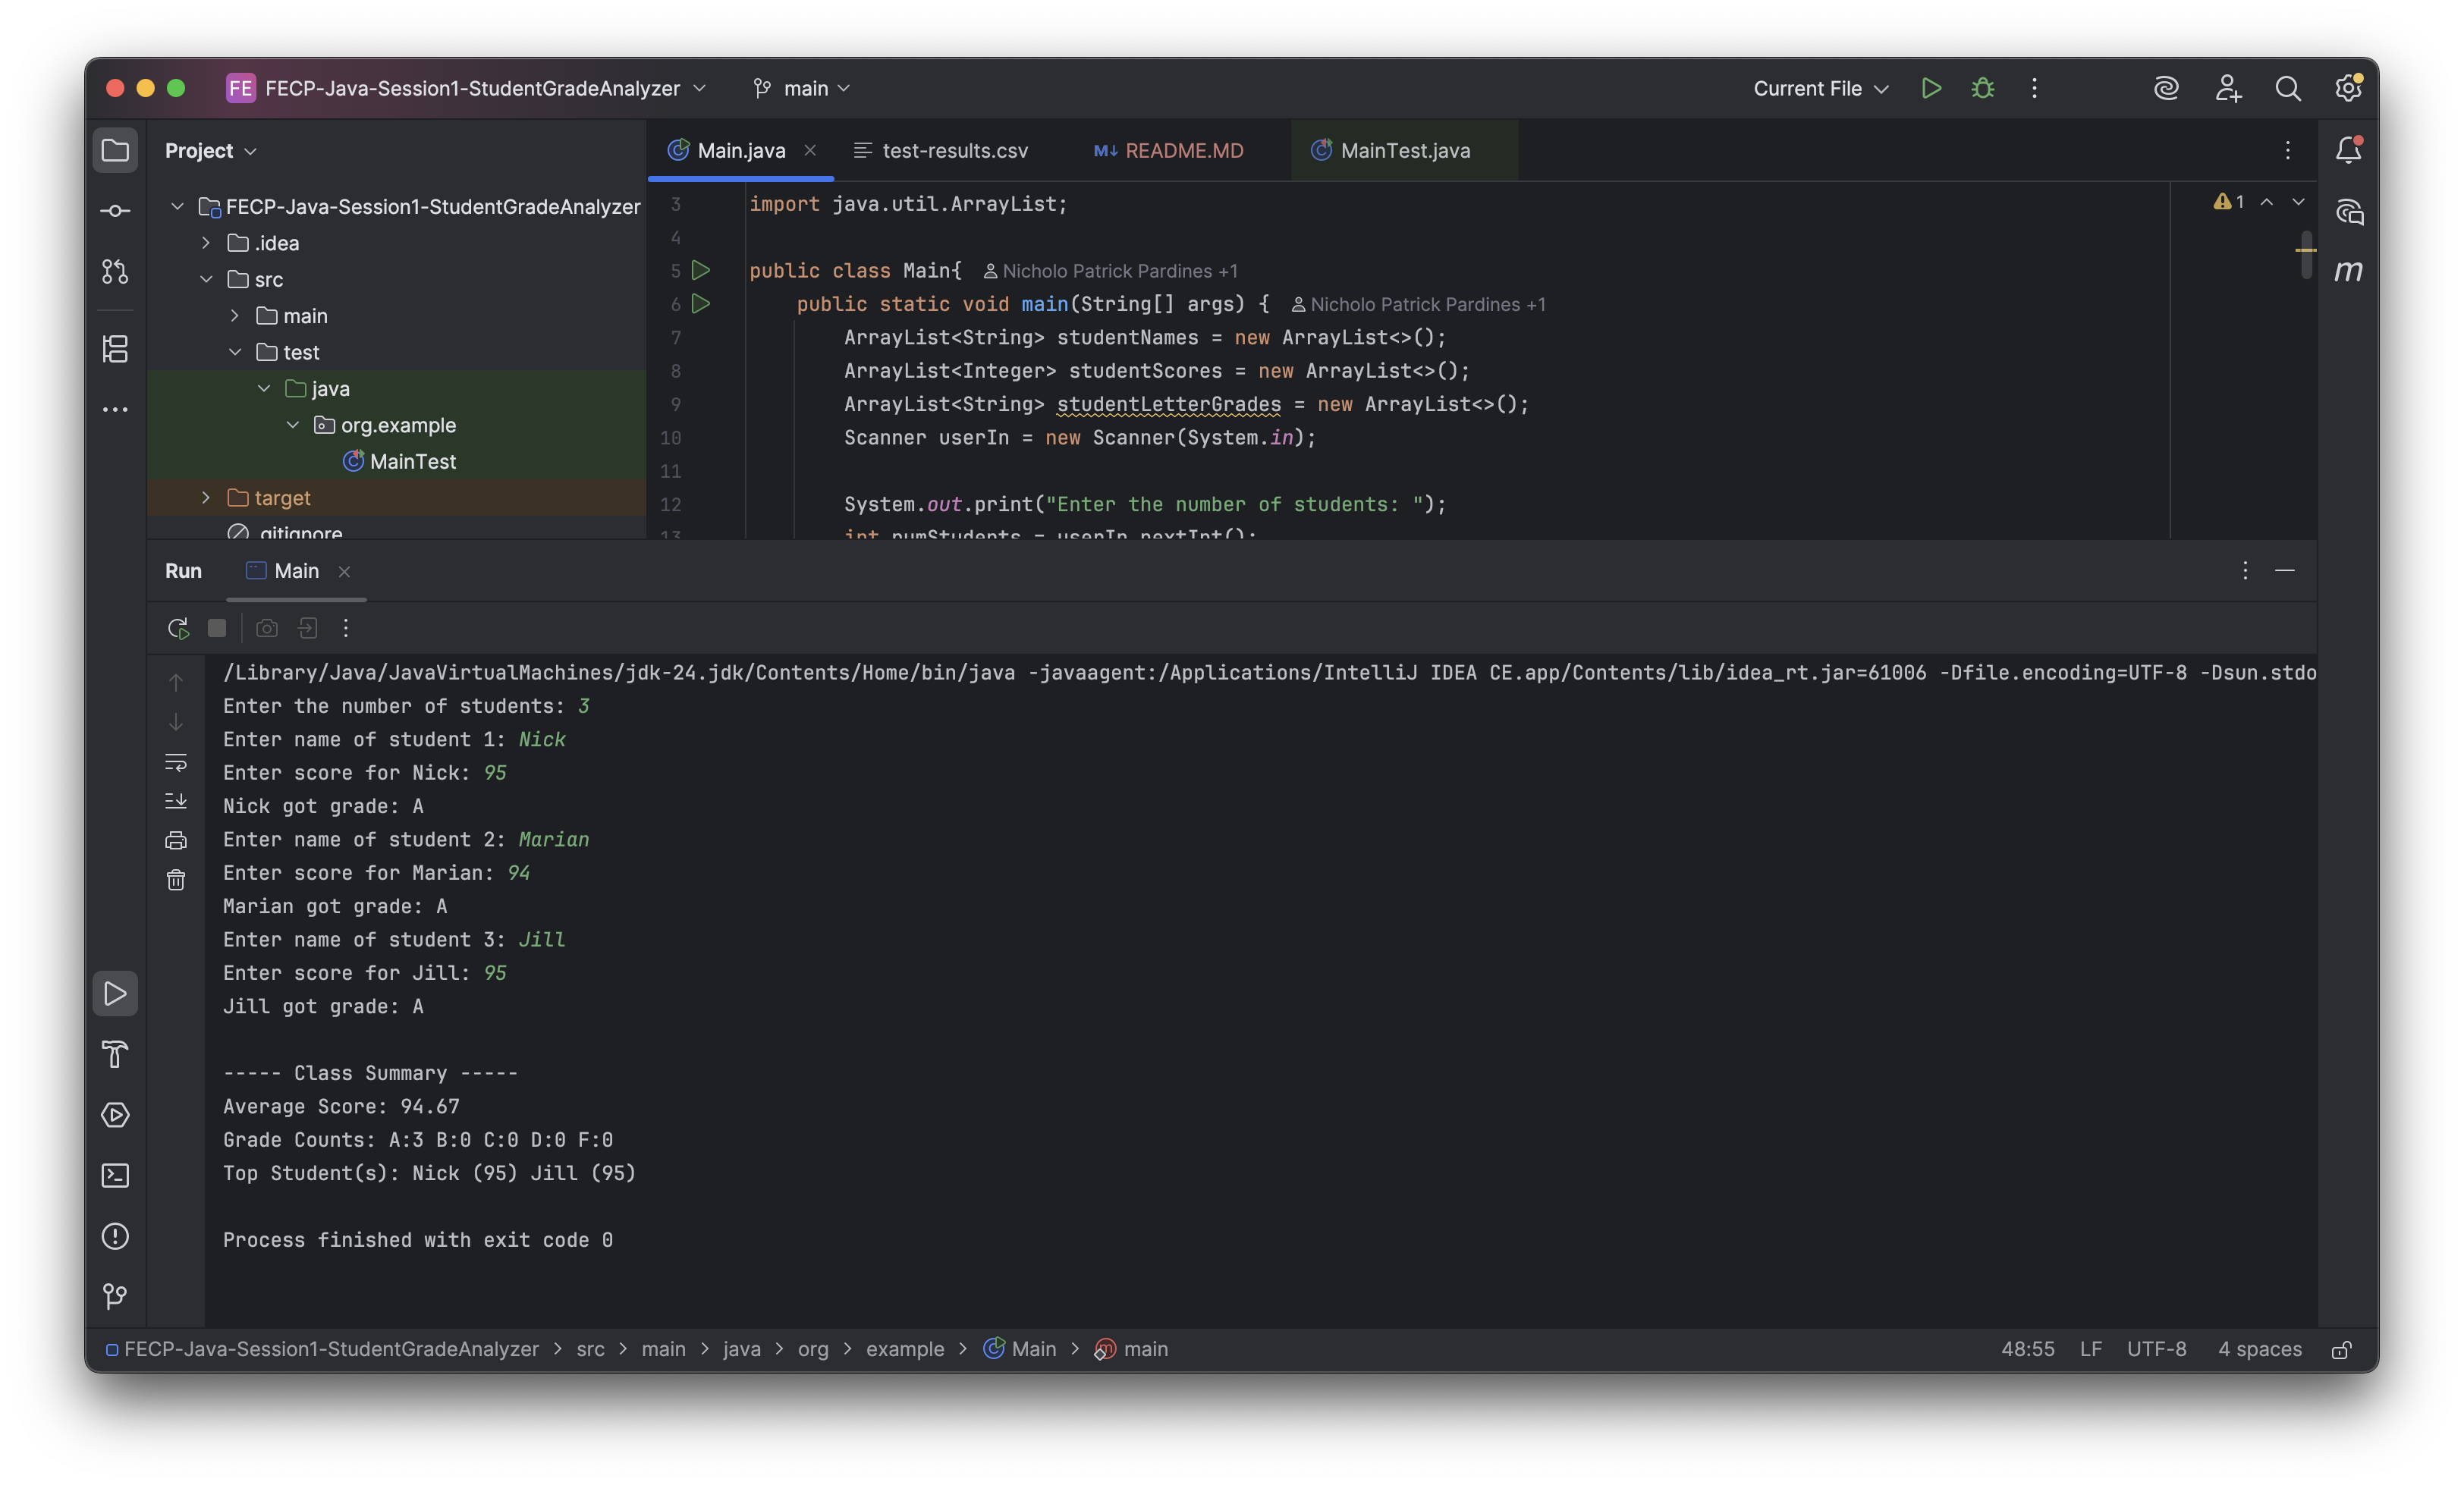 FE FECP-Java-Session1-StudentGradeAnalyzer main Current File
Project
Main.java test-results.csv M↓ README.MD MainTest.java
FECP-Java-Session1-StudentGradeAnalyzer
.idea
src
main
test
java
org.example
MainTest
target
.gitignore
1
3 import java.util.ArrayList;
4
5 public class Main{ Nicholo Patrick Pardines +1
6 public static void main(String[] args) { Nicholo Patrick Pardines +1
7 ArrayList<String> studentNames = new ArrayList<>();
8 ArrayList<Integer> studentScores = new ArrayList<>();
9 ArrayList<String> studentLetterGrades = new ArrayList<>();
10 Scanner userIn = new Scanner(System.in);
11
12 System.out.print("Enter the number of students: ");
13 int numStudents = userIn.nextInt();
m
Run Main
/Library/Java/JavaVirtualMachines/jdk-24.jdk/Contents/Home/bin/java -javaagent:/Applications/IntelliJ IDEA CE.app/Contents/lib/idea_rt.jar=61006 -Dfile.encoding=UTF-8 -Dsun.stdo
Enter the number of students: 3
Enter name of student 1: Nick
Enter score for Nick: 95
Nick got grade: A
Enter name of student 2: Marian
Enter score for Marian: 94
Marian got grade: A
Enter name of student 3: Jill
Enter score for Jill: 95
Jill got grade: A
----- Class Summary -----
Average Score: 94.67
Grade Counts: A:3 B:0 C:0 D:0 F:0
Top Student(s): Nick (95) Jill (95)
Process finished with exit code 0
FECP-Java-Session1-StudentGradeAnalyzer > src > main > java > org > example > Main > main 48:55 LF UTF-8 4 spaces